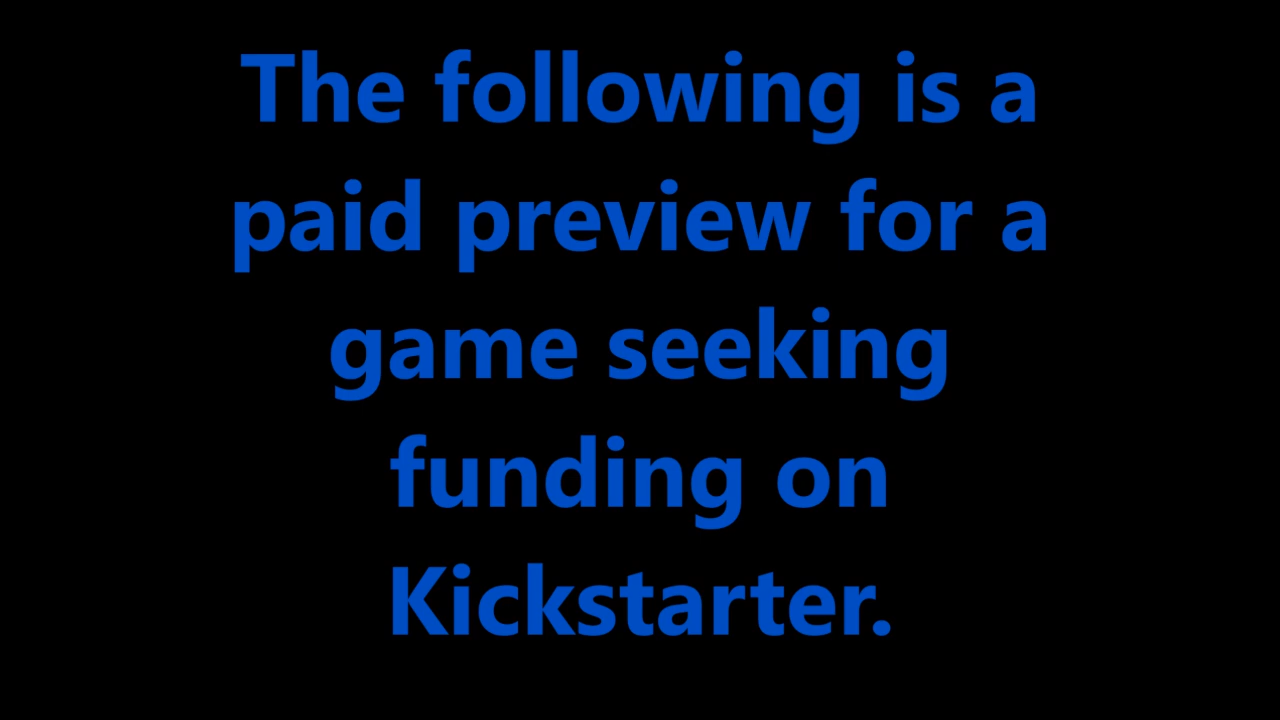 The following is a
paid preview for a
game seeking
funding on
Kickstarter.